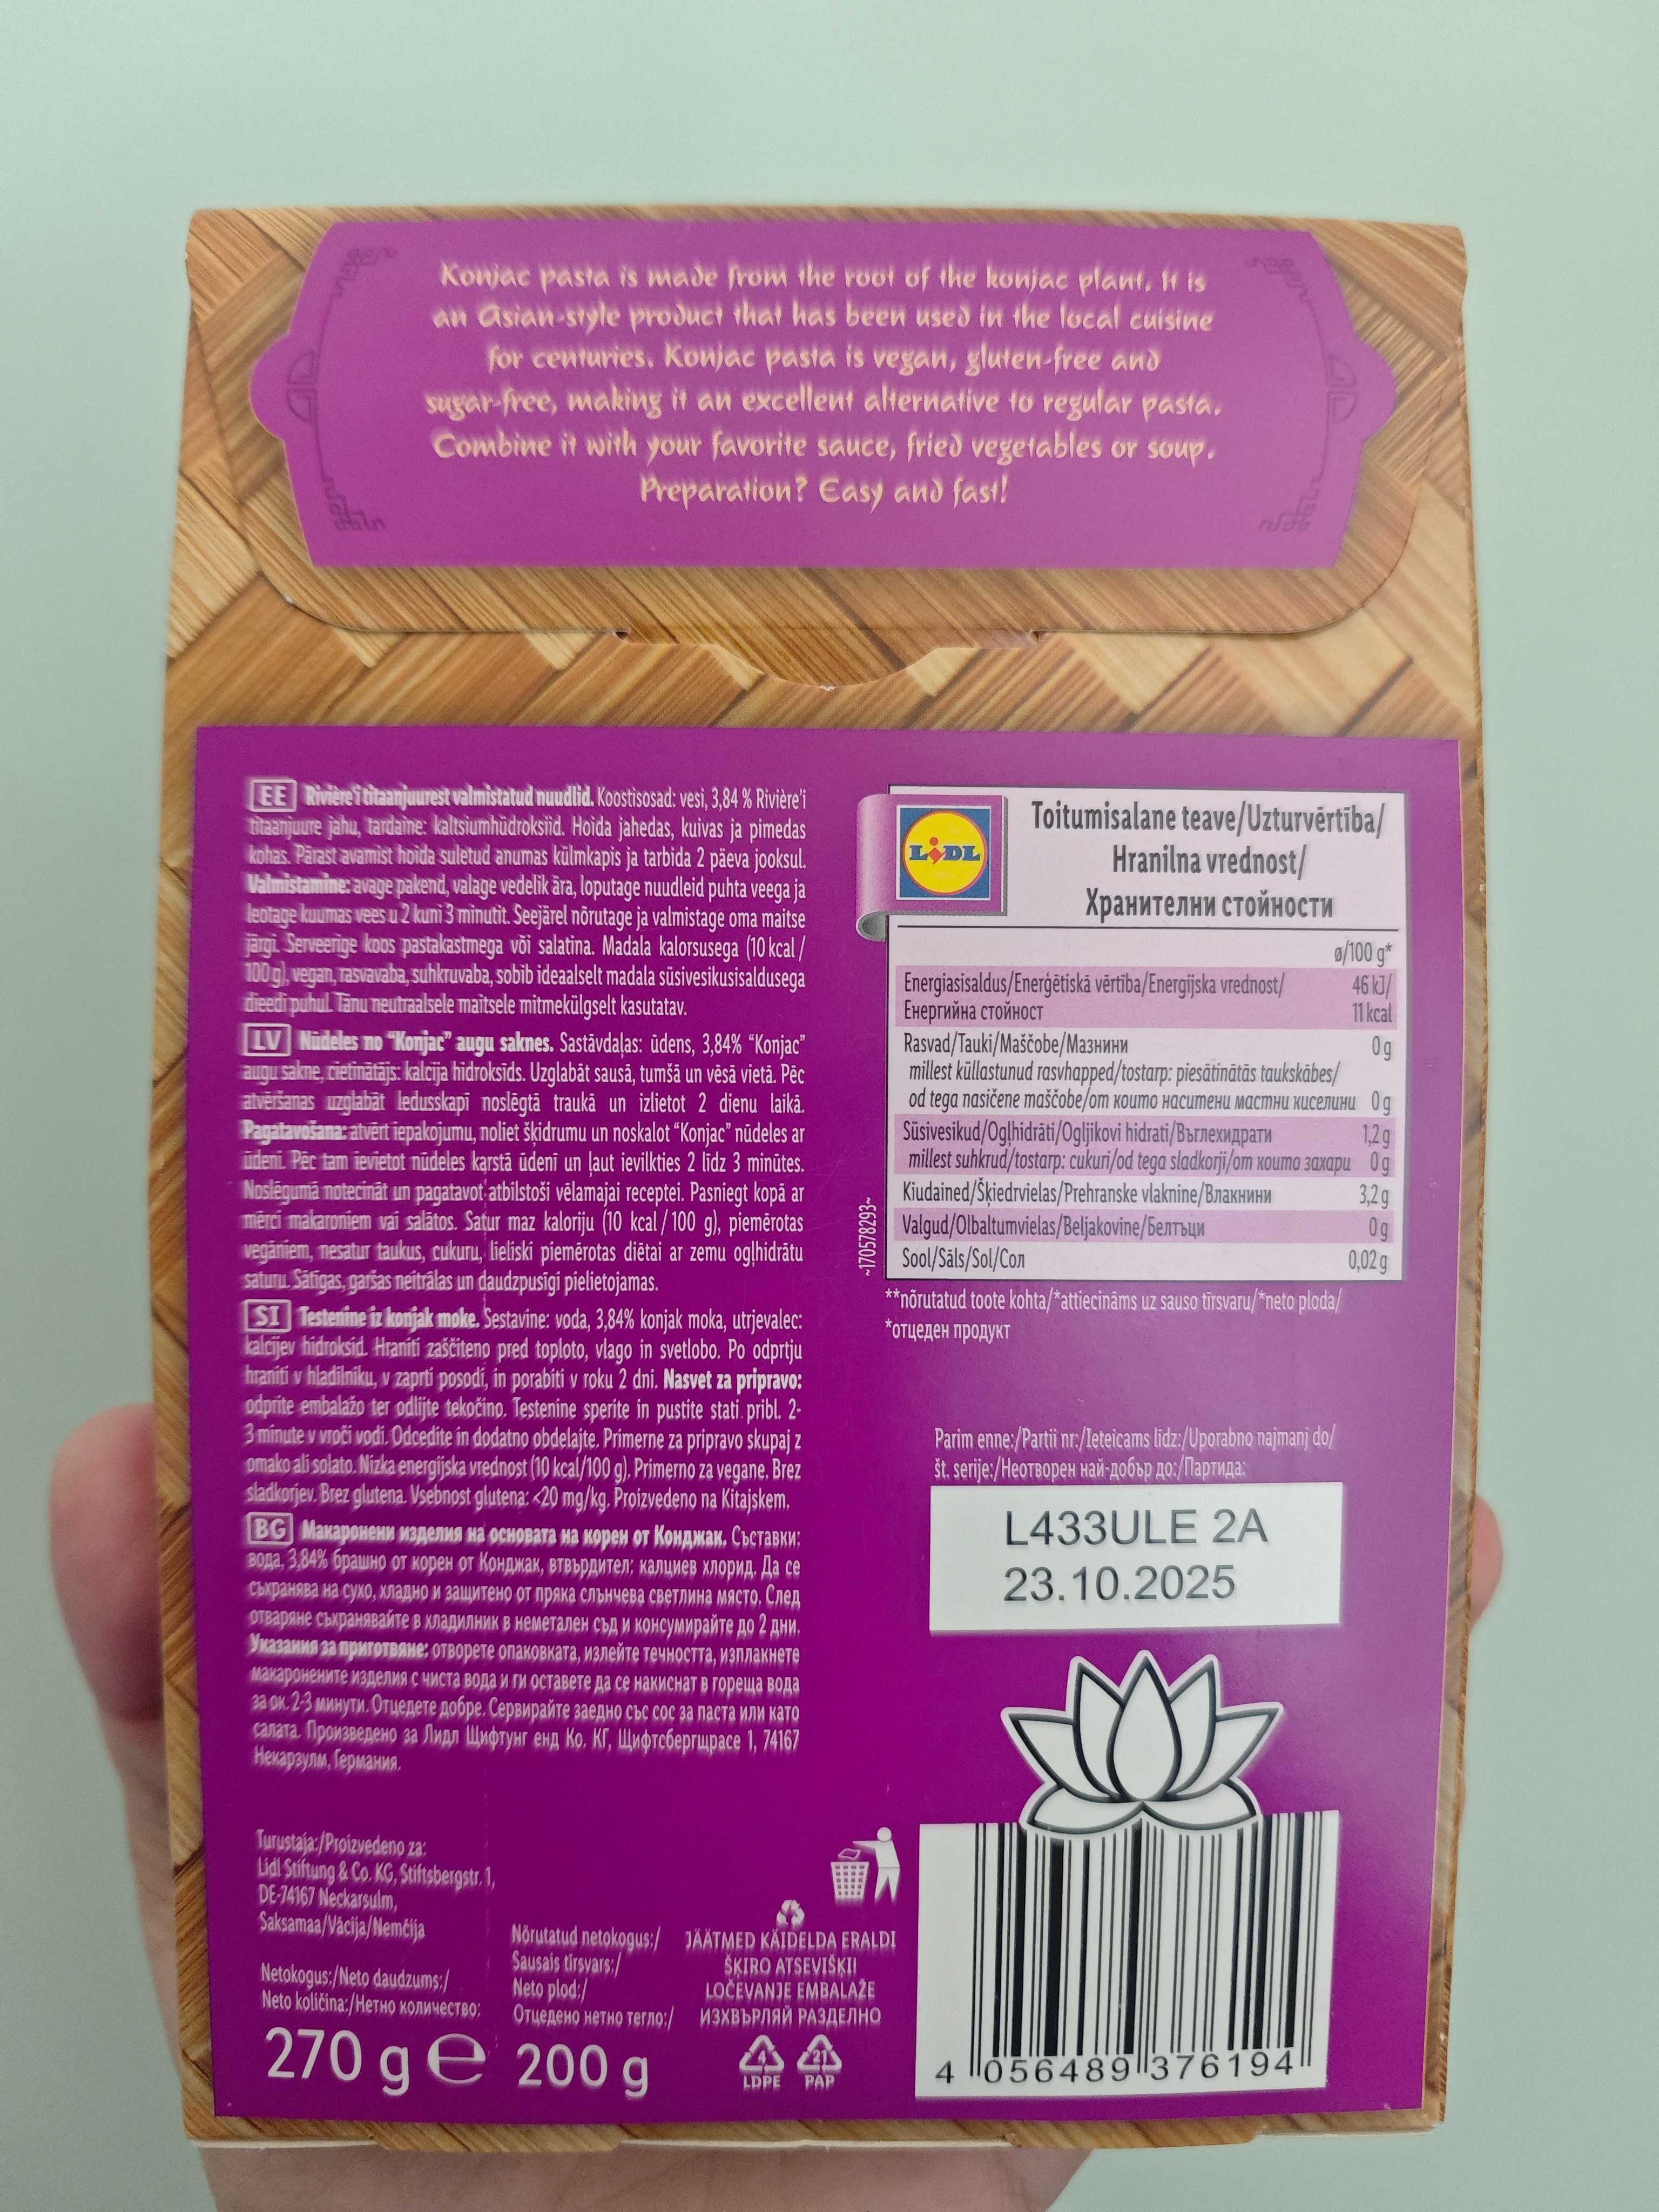 Konjac pasta is made from the root of the konjac plant. It is
an Asian-style product that has been used in the local cuisine
for centuries. Konjac pasta is vegan, gluten-free and
sugar-free, making it an excellent alternative to regular pasta.
Combine it with your favorite sauce, fried vegetables or soup.
Preparation? Easy and fast!
EE Rivière'i titaanjuurest valmistatud nuudlid. Koostisosad: vesi, 3,84 % Rivière'i
titaanjuure jahu, tardaine: kaltsiumhüdroksiid. Hoida jahedas, kuivas ja pimedas
kohas. Pärast avamist hoida suletud anumas külmkapis ja tarbida 2 päeva jooksul.
Valmistamine: avage pakend, valage vedelik ära, loputage nuudleid puhta veega ja
leotage kuumas vees u 2 kuni 3 minutit. Seejärel nõrutage ja valmistage oma maitse
järgi. Serveerige koos pastakastmega või salatina. Madala kalorsusega (10 kcal /
100 g), vegan, rasvavaba, suhkruvaba, sobib ideaalselt madala süsivesikusisaldusega
dieedi puhul. Tänu neutraalsele maitsele mitmekülgselt kasutatav.
LV Nūdeles no "Konjac" augu saknes. Sastāvdaļas: ūdens, 3,84% "Konjac"
augu sakne, cietinātājs: kalcija hidroksīds. Uzglabāt sausā, tumšā un vēsā vietā. Pēc
atvēršanas uzglabāt ledusskapī noslēgtā traukā un izlietot 2 dienu laikā.
Pagatavošana: atvērt iepakojumu, noliet šķidrumu un noskalot "Konjac" nūdeles ar
ūdeni. Pēc tam ievietot nūdeles karstā ūdenī un ļaut ievilkties 2 līdz 3 minūtes.
Noslēgumā notecināt un pagatavot atbilstoši vēlamajai receptei. Pasniegt kopā ar
mērci makaroniem vai salātos. Satur maz kaloriju (10 kcal / 100 g), piemērotas
vegāniem, nesatur taukus, cukuru, lieliski piemērotas diētai ar zemu ogļhidrātu
saturu. Sātīgas, garšas neitrālas un daudzpusīgi pielietojamas.
SI Testenine iz konjak moke. Sestavine: voda, 3,84% konjak moka, utrjevalec:
kalcijev hidroksid. Hraniti zaščiteno pred toploto, vlago in svetlobo. Po odprtju
hraniti v hladilniku, v zaprti posodi, in porabiti v roku 2 dni. Nasvet za pripravo:
odprite embalažo ter odlijte tekočino. Testenine sperite in pustite stati pribl. 2-
3 minute v vroči vodi. Odcedite in dodatno obdelajte. Primerne za pripravo skupaj z
omako ali solato. Nizka energijska vrednost (10 kcal/100 g). Primerno za vegane. Brez
sladkorjev. Brez glutena. Vsebnost glutena: <20 mg/kg. Proizvedeno na Kitajskem.
BG Макаронени изделия на основата на корен от Конджак. Съставки:
вода, 3,84% брашно от корен от Конджак, втвърдител: калциев хлорид. Да се
съхранява на сухо, хладно и защитено от пряка слънчева светлина място. След
отваряне съхранявайте в хладилник в неметален съд и консумирайте до 2 дни.
Указания за приготвяне: отворете опаковката, излейте течността, изплакнете
макаронените изделия с чиста вода и ги оставете да се накиснат в гореща вода
за ок. 2-3 минути. Отцедете добре. Сервирайте заедно със сос за паста или като
салата. Произведено за Лидл Щифтунг енд Ко. КГ, Щифтсбергщрасе 1, 74167
Некарзулм, Германия.
Turustaja:/Proizvedeno za:
Lidl Stiftung & Co. KG, Stiftsbergstr. 1,
DE-74167 Neckarsulm,
Saksamaa/Vācija/Nemčija
Netokogus:/Neto daudzums:/
Neto količina:/Нетно количество:
270 g e
Nõrutatud netokogus:/
Sausais tīrsvars:/
Neto plod:/
Отцедено нетно тегло:/
200 g
JÄÄTMED KÄIDELDA ERALDI
ŠĶIRO ATSEVIŠĶI!
LOČEVANJE EMBALAŽE
ИЗХВЪРЛЯЙ РАЗДЕЛНО
4 21
LDPE PAP
~170578293~
LIDL
Toitumisalane teave/Uzturvērtība/
Hranilna vrednost/
Хранителни стойности
ø/100 g*
Energiasisaldus/Enerģētiskā vērtība/Energijska vrednost/ 46 kJ/
Енергийна стойност 11 kcal
Rasvad/Tauki/Maščobe/Мазнини 0 g
millest küllastunud rasvhapped/tostarp: piesātinātās taukskābes/
od tega nasičene maščobe/от които наситени мастни киселини 0 g
Süsivesikud/Ogļhidrāti/Ogljikovi hidrati/Въглехидрати 1,2 g
millest suhkrud/tostarp: cukuri/od tega sladkorji/от които захари 0 g
Kiudained/Šķiedrvielas/Prehranske vlaknine/Влакнини 3,2 g
Valgud/Olbaltumvielas/Beljakovine/Белтъци 0 g
Sool/Sāls/Sol/Сол 0,02 g
**nõrutatud toote kohta/*attiecināms uz sauso tīrsvaru/*neto ploda/
*отцеден продукт
Parim enne:/Partii nr:/Ieteicams līdz:/Uporabno najmanj do/
št. serije:/Неотворен най-добър до:/Партида:
L433ULE 2A
23.10.2025
4 056489 376194